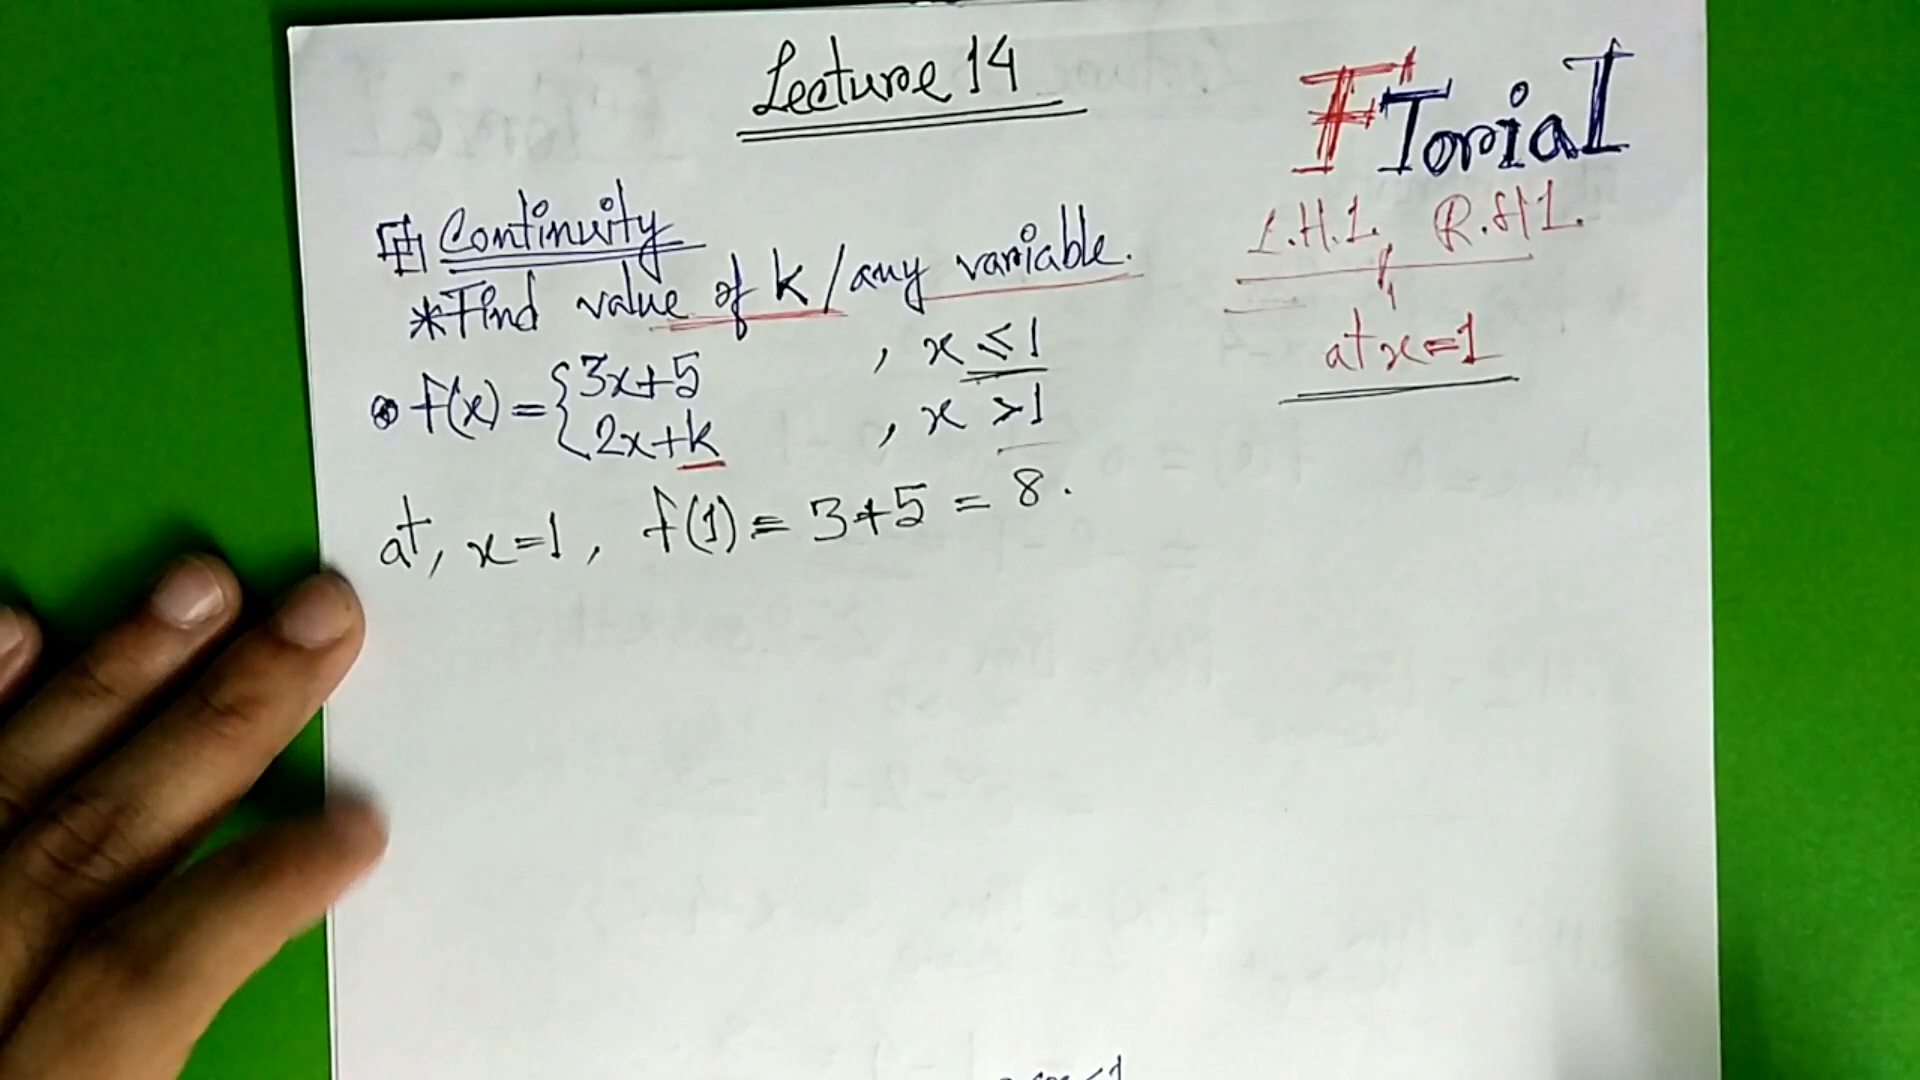 Lecture 14
FTorial
Continuity
*Find value of k / any variable.
L.H.L, R.H.L.
at x=1
f(x) = { 3x+5 , x ≤ 1
2x+k , x > 1
at, x=1, f(1) = 3+5 = 8.